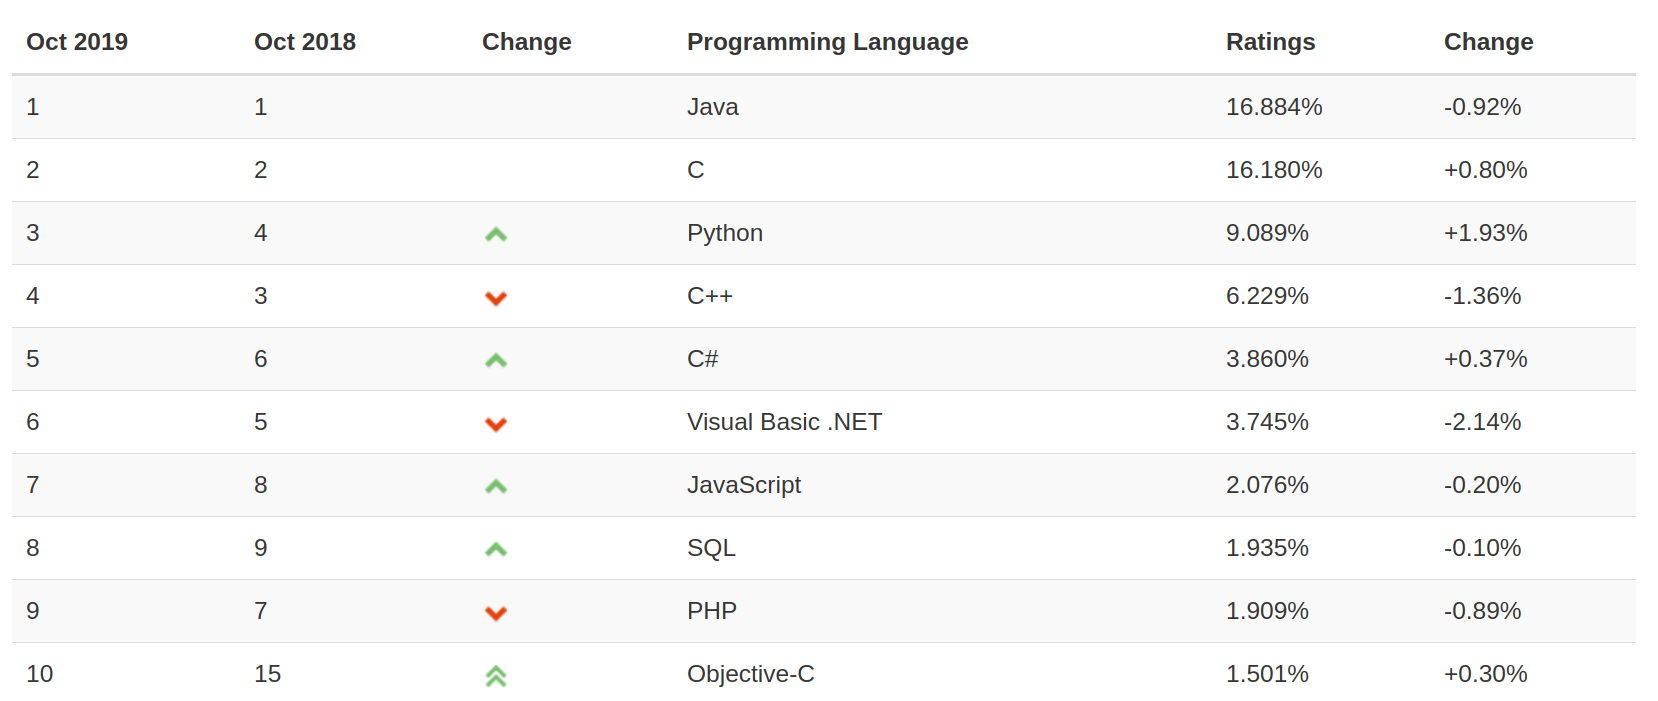 Oct 2019 Oct 2018 Change Programming Language Ratings Change
1 1 Java 16.884% -0.92%
2 2 C 16.180% +0.80%
3 4 Python 9.089% +1.93%
4 3 C++ 6.229% -1.36%
5 6 C# 3.860% +0.37%
6 5 Visual Basic .NET 3.745% -2.14%
7 8 JavaScript 2.076% -0.20%
8 9 SQL 1.935% -0.10%
9 7 PHP 1.909% -0.89%
10 15 Objective-C 1.501% +0.30%